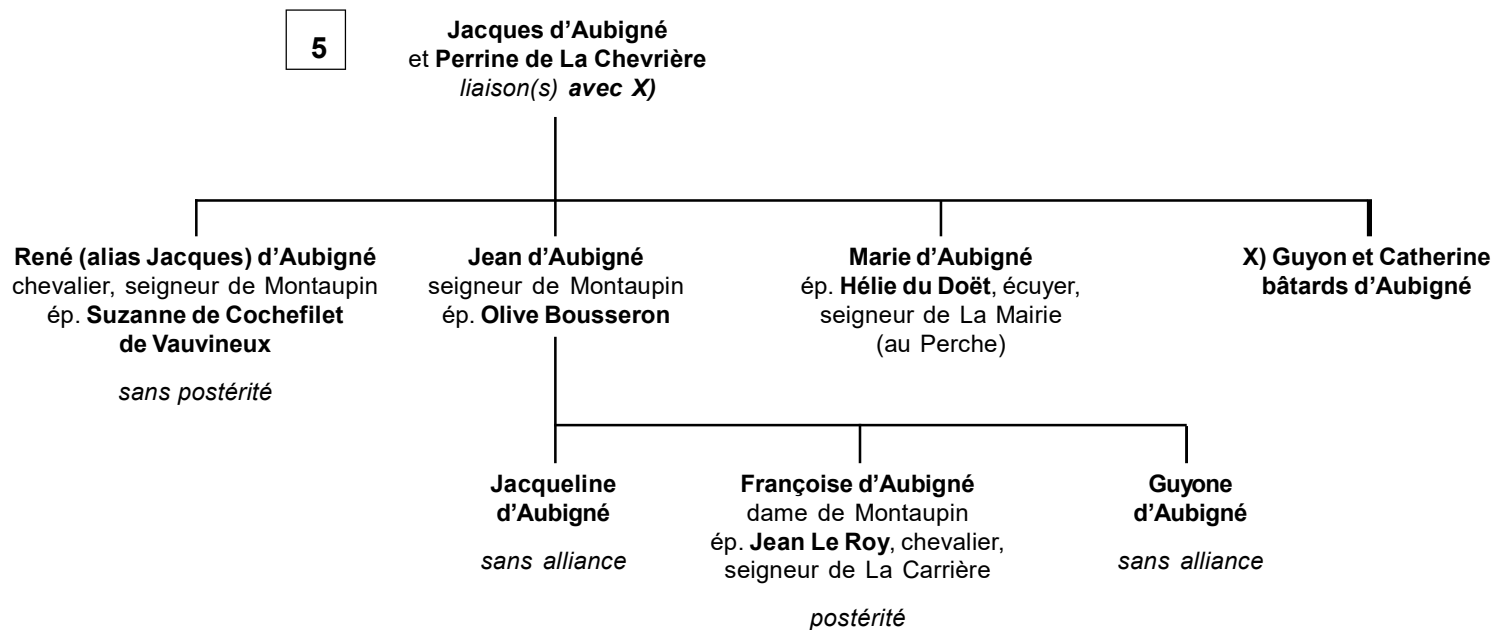 5
Jacques d’Aubigné
et Perrine de La Chevrière
liaison(s) avec X)
René (alias Jacques) d’Aubigné
chevalier, seigneur de Montaupin
ép. Suzanne de Cochefilet
de Vauvineux
sans postérité
Jean d’Aubigné
seigneur de Montaupin
ép. Olive Bousseron
Marie d’Aubigné
ép. Hélie du Doët, écuyer,
seigneur de La Mairie
(au Perche)
X) Guyon et Catherine
bâtards d’Aubigné
Jacqueline
d’Aubigné
sans alliance
Françoise d’Aubigné
dame de Montaupin
ép. Jean Le Roy, chevalier,
seigneur de La Carrière
postérité
Guyone
d’Aubigné
sans alliance